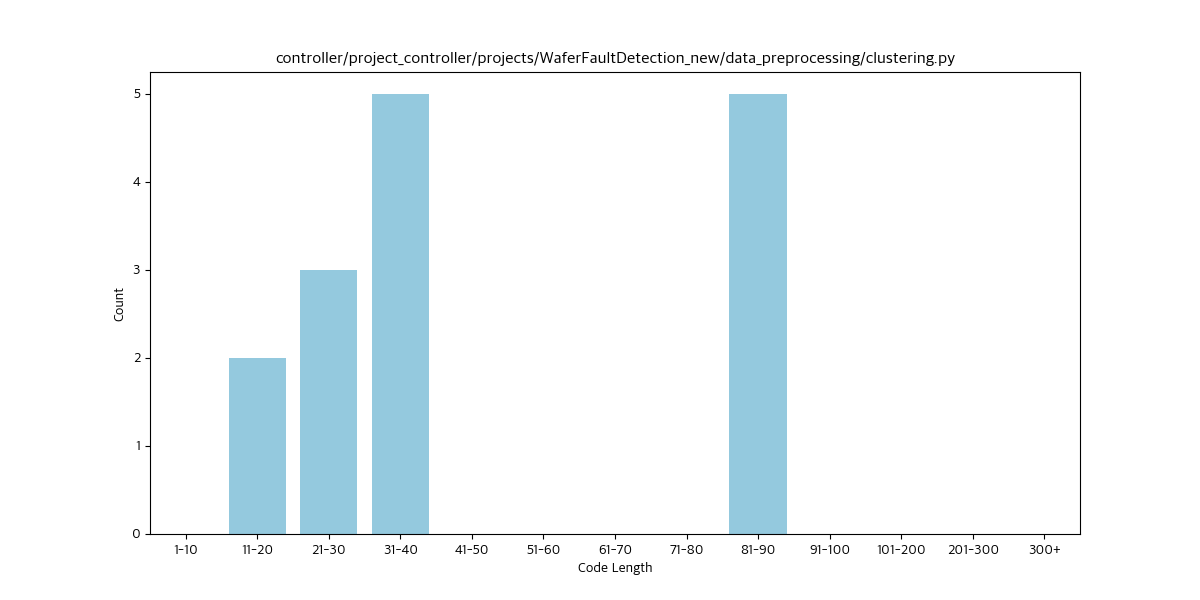 controller/project_controller/projects/WaferFaultDetection_new/data_preprocessing/clustering.py
5
4
3
2
1
0
Count
1-10 11-20 21-30 31-40 41-50 51-60 61-70 71-80 81-90 91-100 101-200 201-300 300+
Code Length